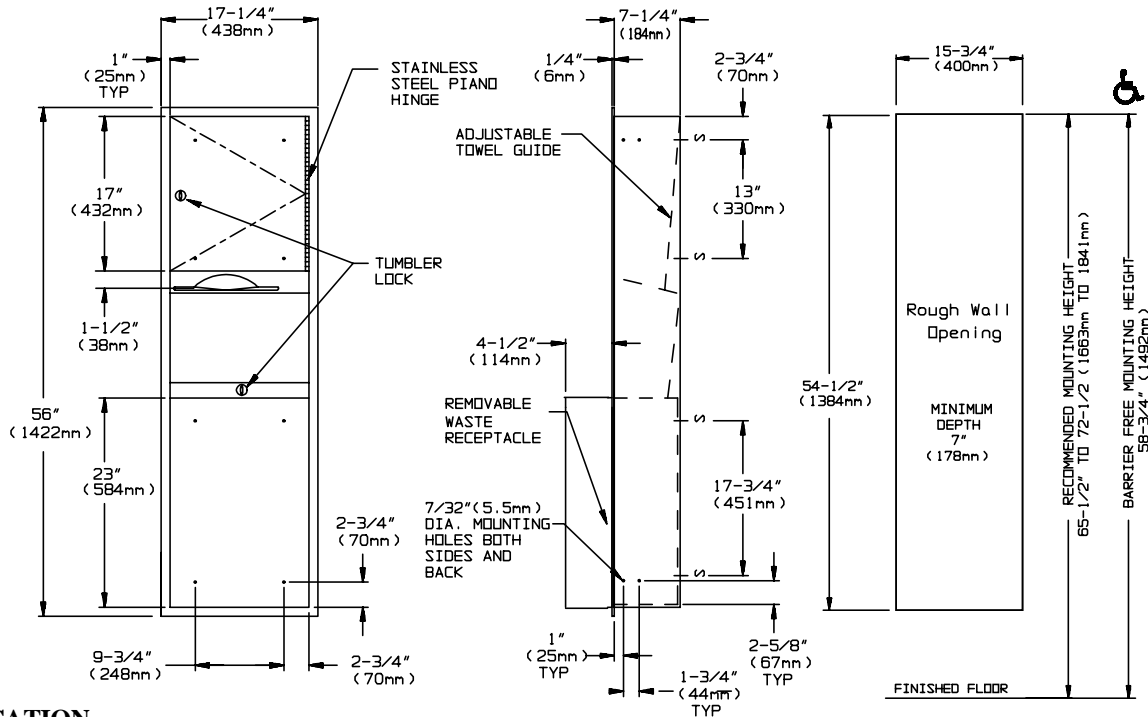 17-1/4"
(438mm)
1"
(25mm)
TYP
STAINLESS
STEEL PIANO
HINGE
17"
(432mm)
TUMBLER
LOCK
1-1/2"
(38mm)
56"
(1422mm)
23"
(584mm)
2-3/4"
(70mm)
9-3/4"
(248mm)
2-3/4"
(70mm)
7-1/4"
(184mm)
1/4"
(6mm)
2-3/4"
(70mm)
ADJUSTABLE
TOWEL GUIDE
S
13"
(330mm)
S
4-1/2"
(114mm)
REMOVABLE
WASTE
RECEPTACLE
S
17-3/4"
(451mm)
7/32"(5.5mm)
DIA. MOUNTING
HOLES BOTH
SIDES AND
BACK
S
1"
(25mm)
TYP
1-3/4"
(44mm)
TYP
2-5/8"
(67mm)
TYP
15-3/4"
(400mm)
54-1/2"
(1384mm)
Rough Wall
Opening
MINIMUM
DEPTH
7"
(178mm)
RECOMMENDED MOUNTING HEIGHT
65-1/2" TO 72-1/2 (1663mm TO 1841mm)
BARRIER FREE MOUNTING HEIGHT
58-3/4" (1492mm)
FINISHED FLOOR